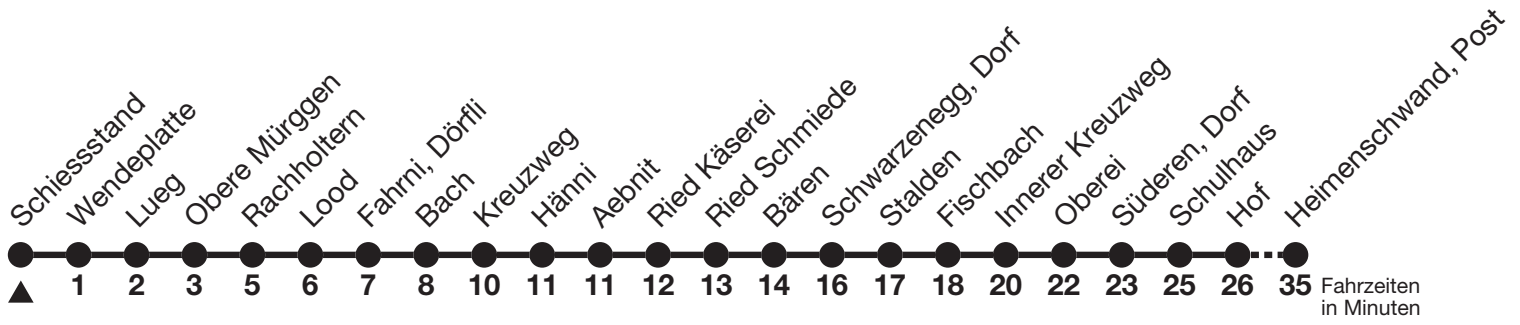 Schiessstand
Wendeplatte
Lueg
Obere Mürggen
Rachholtern
Lood
Fahrni, Dörfli
Bach
Kreuzweg
Hänni
Aebnit
Ried Käserei
Ried Schmiede
Bären
Schwarzenegg, Dorf
Stalden
Fischbach
Innerer Kreuzweg
Oberei
Süderen, Dorf
Schulhaus
Hof
Heimenschwand, Post
1 2 3 5 6 7 8 10 11 11 12 13 14 16 17 18 20 22 23 25 26 35 Fahrzeiten
in Minuten